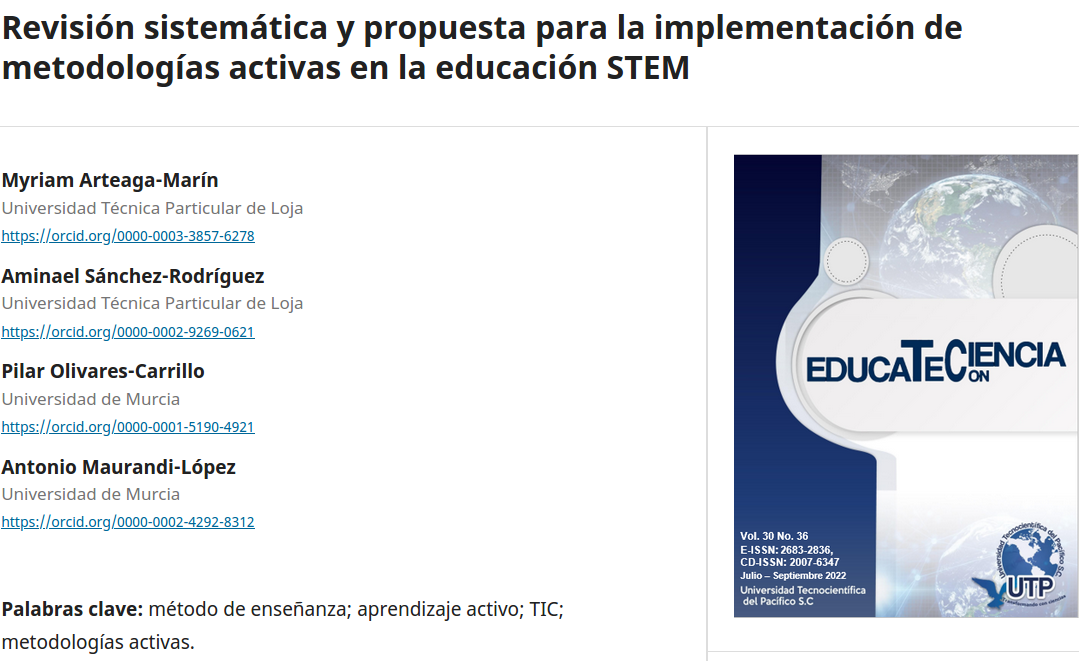 Revisión sistemática y propuesta para la implementación de
metodologías activas en la educación STEM
Myriam Arteaga-Marín
Universidad Técnica Particular de Loja
https://orcid.org/0000-0003-3857-6278
Aminael Sánchez-Rodríguez
Universidad Técnica Particular de Loja
https://orcid.org/0000-0002-9269-0621
Pilar Olivares-Carrillo
Universidad de Murcia
https://orcid.org/0000-0001-5190-4921
Antonio Maurandi-López
Universidad de Murcia
https://orcid.org/0000-0002-4292-8312
Palabras clave: método de enseñanza; aprendizaje activo; TIC;
metodologías activas.
EDUCATECIENCIA
ON
Vol. 30 No. 36
E-ISSN: 2683-2836,
CD-ISSN: 2007-6347
Julio – Septiembre 2022
Universidad Tecnocientífica
del Pacífico S.C
Universidad Tecnocientífica del Pacífico S.C.
UTP
Transformando con ciencia